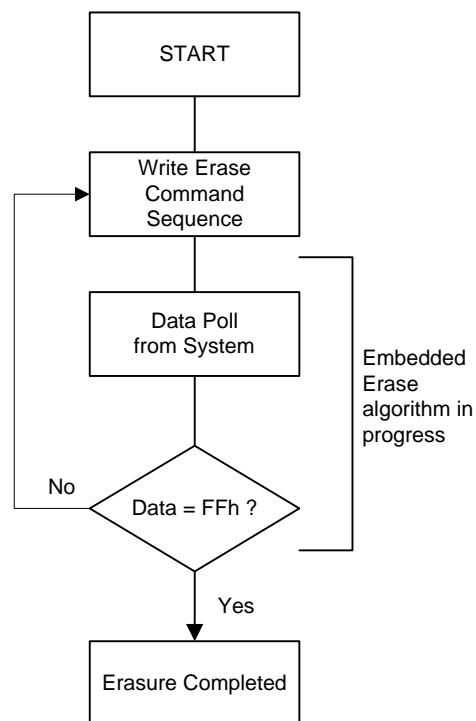 START
Write Erase
Command
Sequence
Data Poll
from System
Embedded
Erase
algorithm in
progress
No
Data = FFh ?
Yes
Erasure Completed